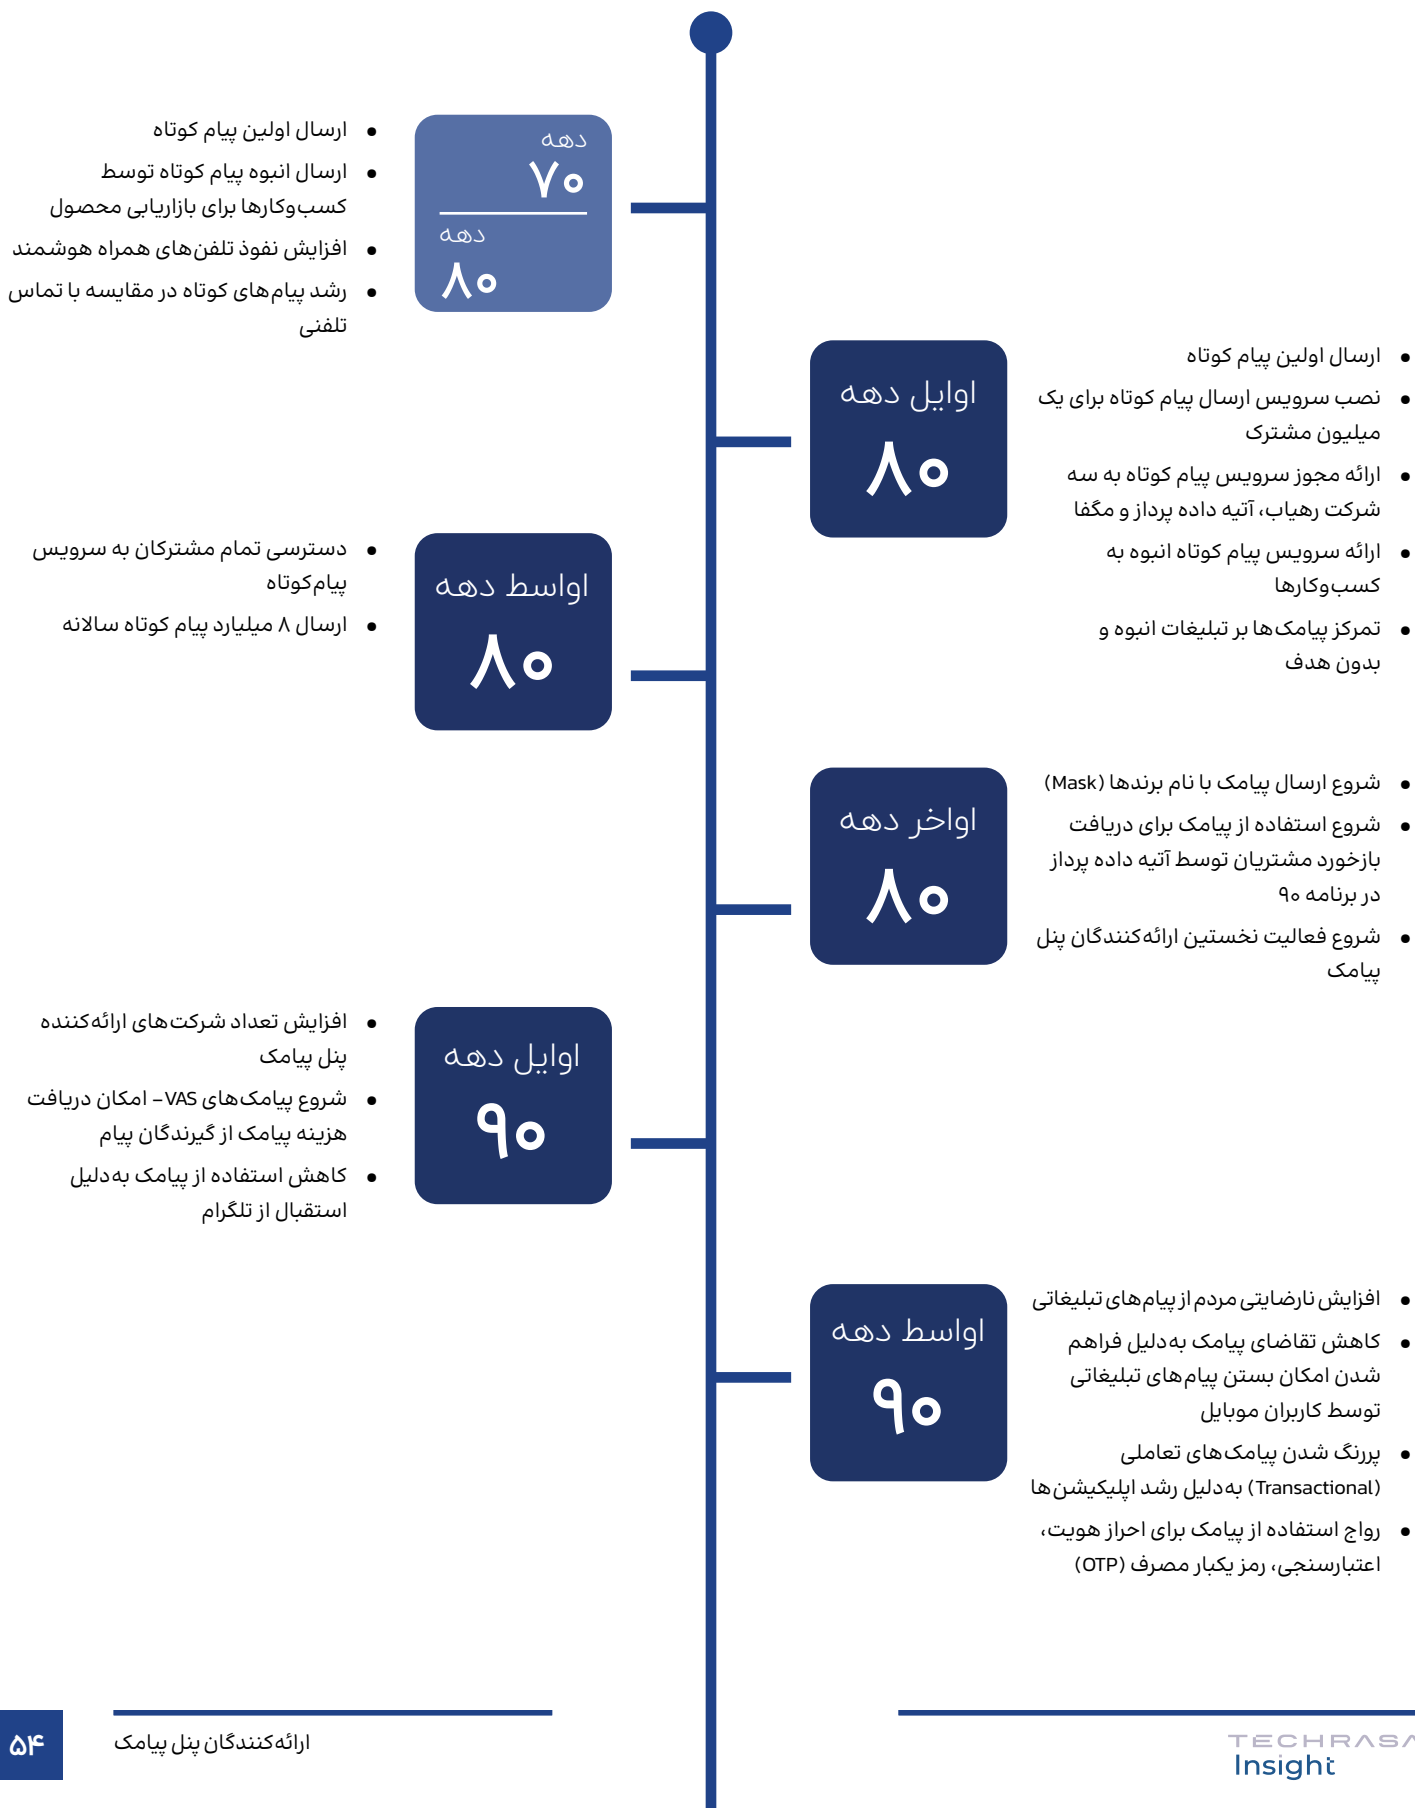 دهه
۷۰
دهه
۸۰
ارسال اولین پیام کوتاه
ارسال انبوه پیام کوتاه توسط
کسب‌وکارها برای بازاریابی محصول
افزایش نفوذ تلفن‌های همراه هوشمند
رشد پیام‌های کوتاه در مقایسه با تماس
تلفنی
اوایل دهه
۸۰
ارسال اولین پیام کوتاه
نصب سرویس ارسال پیام کوتاه برای یک
میلیون مشترک
ارائه مجوز سرویس پیام کوتاه به سه
شرکت رهیاب، آتیه داده پرداز و مگفا
ارائه سرویس پیام کوتاه انبوه به
کسب‌وکارها
تمرکز پیامک‌ها بر تبلیغات انبوه و
بدون هدف
اواسط دهه
۸۰
دسترسی تمام مشترکان به سرویس
پیام‌کوتاه
ارسال ۸ میلیارد پیام کوتاه سالانه
اواخر دهه
۸۰
شروع ارسال پیامک با نام برندها (Mask)
شروع استفاده از پیامک برای دریافت
بازخورد مشتریان توسط آتیه داده پرداز
در برنامه ۹۰
شروع فعالیت نخستین ارائه‌کنندگان پنل
پیامک
اوایل دهه
۹۰
افزایش تعداد شرکت‌های ارائه‌کننده
پنل پیامک
شروع پیامک‌های VAS – امکان دریافت
هزینه پیامک از گیرندگان پیام
کاهش استفاده از پیامک به‌دلیل
استقبال از تلگرام
اواسط دهه
۹۰
افزایش نارضایتی مردم از پیام‌های تبلیغاتی
کاهش تقاضای پیامک به‌دلیل فراهم
شدن امکان بستن پیام‌های تبلیغاتی
توسط کاربران موبایل
پررنگ شدن پیامک‌های تعاملی
(Transactional) به‌دلیل رشد اپلیکیشن‌ها
رواج استفاده از پیامک برای احراز هویت،
اعتبارسنجی، رمز یکبار مصرف (OTP)
TECHRASA
Insight
ارائه‌کنندگان پنل پیامک
۵۴